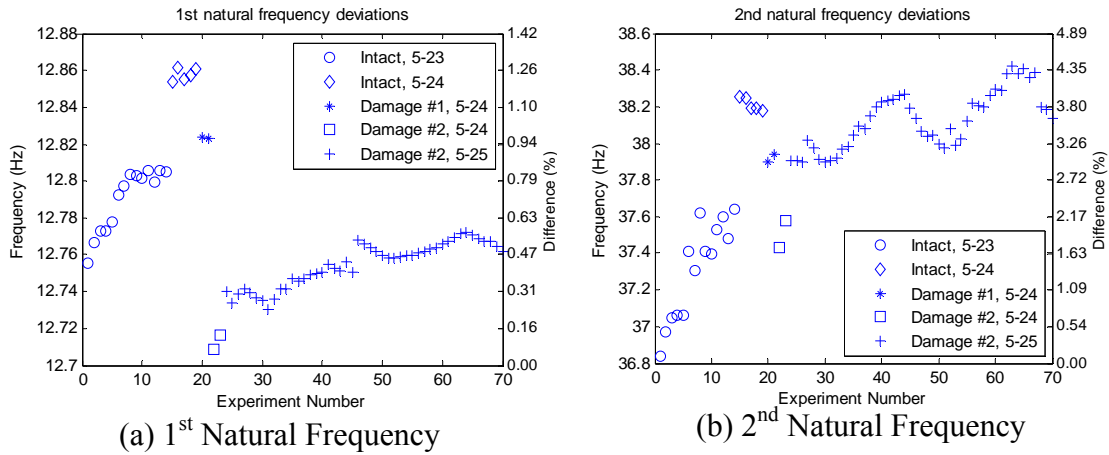 1st natural frequency deviations
12.88
12.86
12.84
12.82
12.8
12.78
12.76
12.74
12.72
12.7
Frequency (Hz)
0 10 20 30 40 50 60 70
Experiment Number
1.42
1.26
1.10
0.94
0.79
0.63
0.47
0.31
0.16
0.00
Difference (%)
Intact, 5-23
Intact, 5-24
Damage #1, 5-24
Damage #2, 5-24
Damage #2, 5-25
(a) 1st Natural Frequency
2nd natural frequency deviations
38.6
38.4
38.2
38
37.8
37.6
37.4
37.2
37
36.8
Frequency (Hz)
0 10 20 30 40 50 60 70
Experiment Number
4.89
4.35
3.80
3.26
2.72
2.17
1.63
1.09
0.54
0.00
Difference (%)
Intact, 5-23
Intact, 5-24
Damage #1, 5-24
Damage #2, 5-24
Damage #2, 5-25
(b) 2nd Natural Frequency